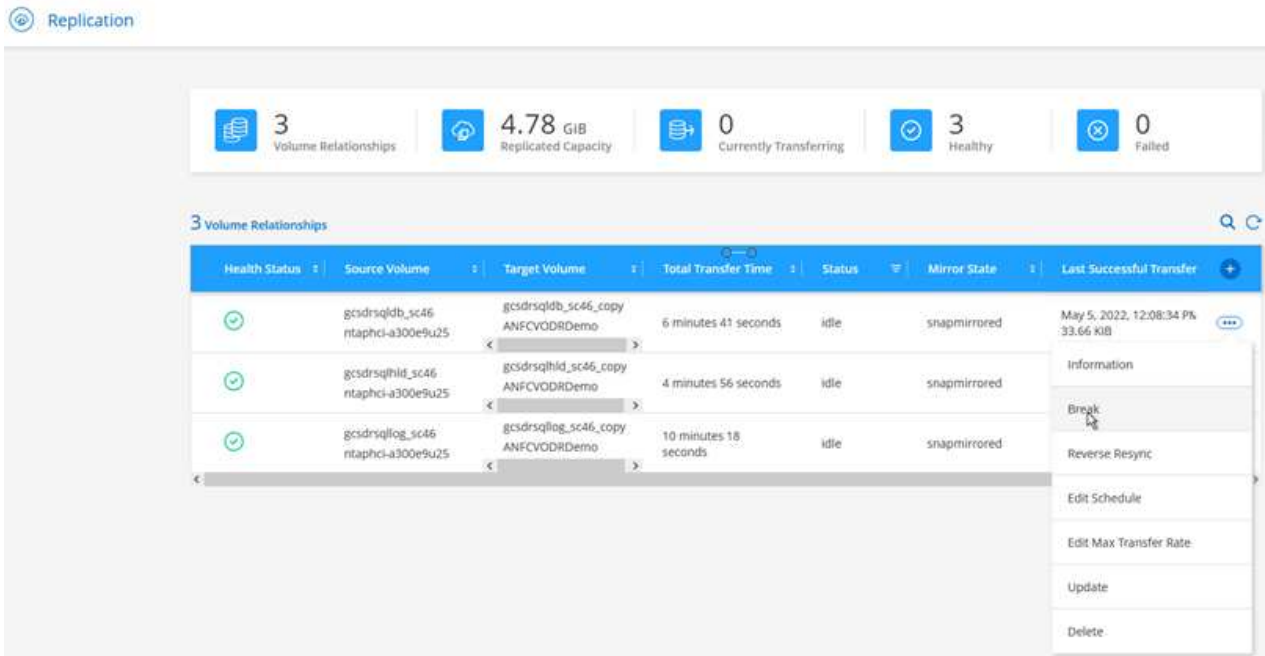 Replication
3
Volume Relationships
4.78 GiB
Replicated Capacity
0
Currently Transferring
3
Healthy
0
Failed
3 Volume Relationships
Health Status Source Volume Target Volume Total Transfer Time Status Mirror State Last Successful Transfer
gcsdrsqldb_sc46
ntaphci-a300e9u25
gcsdrsqldb_sc46_copy
ANFCVODRDemo
6 minutes 41 seconds
idle
snapmirrored
May 5, 2022, 12:08:34 PM
33.66 KiB
gcsdrsqlhld_sc46
ntaphci-a300e9u25
gcsdrsqlhld_sc46_copy
ANFCVODRDemo
4 minutes 56 seconds
idle
snapmirrored
gcsdrsqllog_sc46
ntaphci-a300e9u25
gcsdrsqllog_sc46_copy
ANFCVODRDemo
10 minutes 18
seconds
idle
snapmirrored
Information
Break
Reverse Resync
Edit Schedule
Edit Max Transfer Rate
Update
Delete